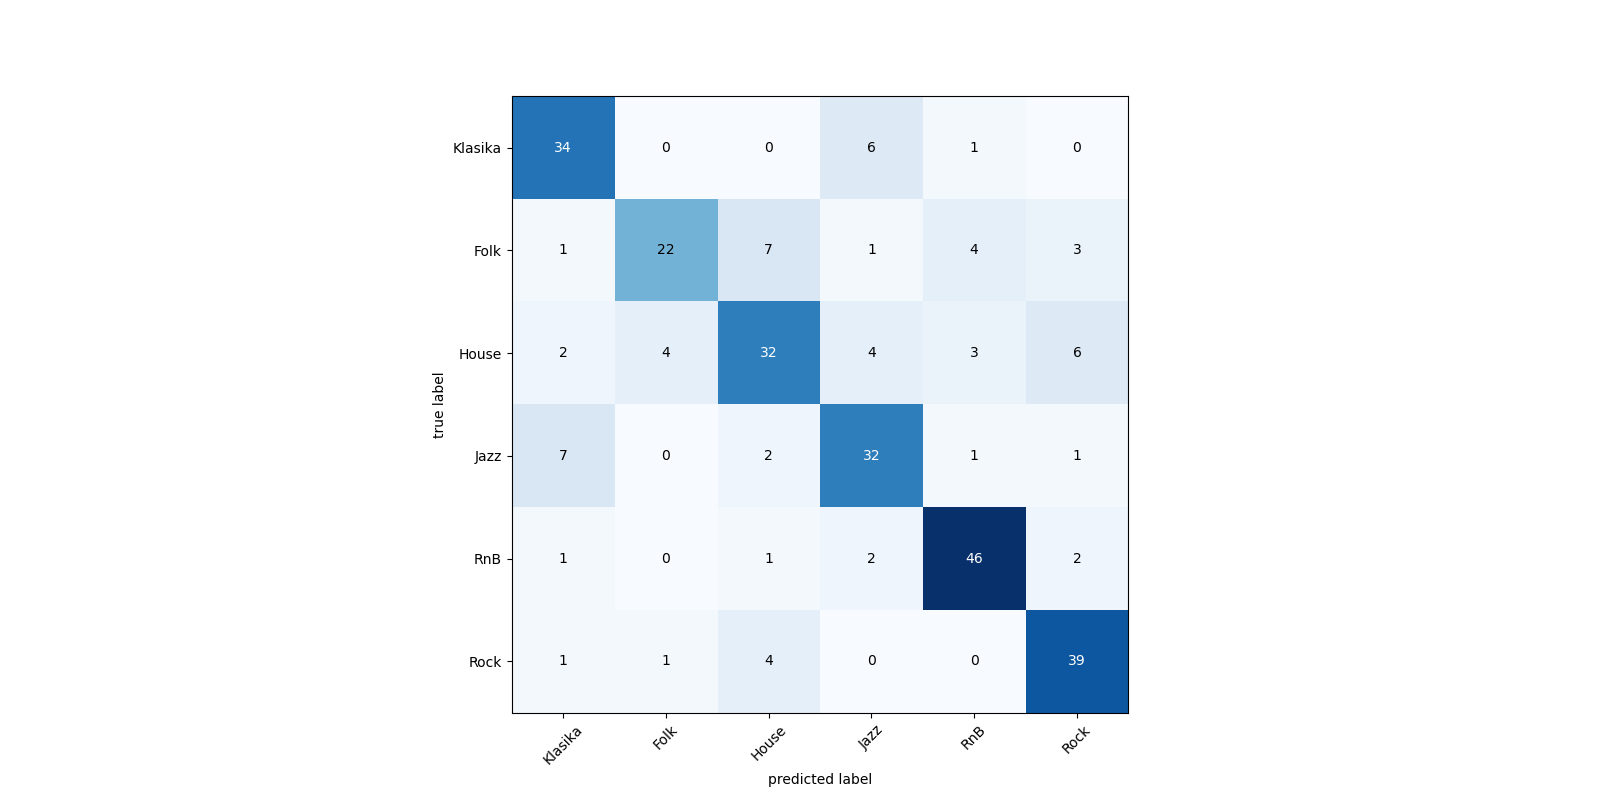 Klasika 34 0 0 6 1 0
Folk 1 22 7 1 4 3
House 2 4 32 4 3 6
true label
Jazz 7 0 2 32 1 1
RnB 1 0 1 2 46 2
Rock 1 1 4 0 0 39
Klasika Folk House Jazz RnB Rock
predicted label